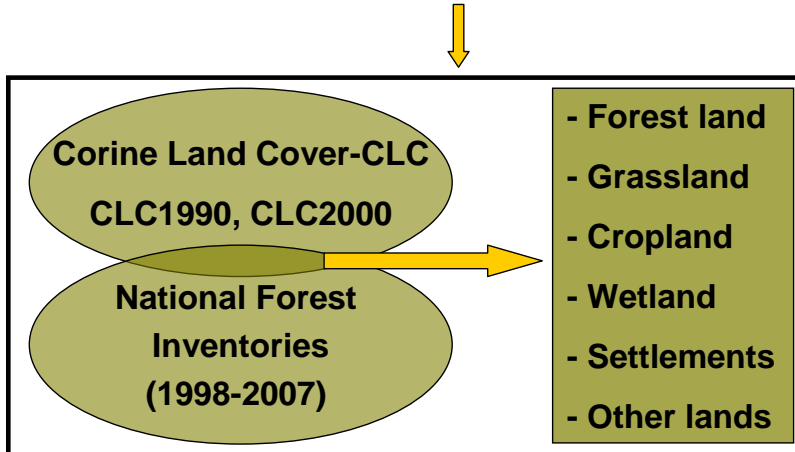 Corine Land Cover-CLC
CLC1990, CLC2000
National Forest
Inventories
(1998-2007)
- Forest land
- Grassland
- Cropland
- Wetland
- Settlements
- Other lands